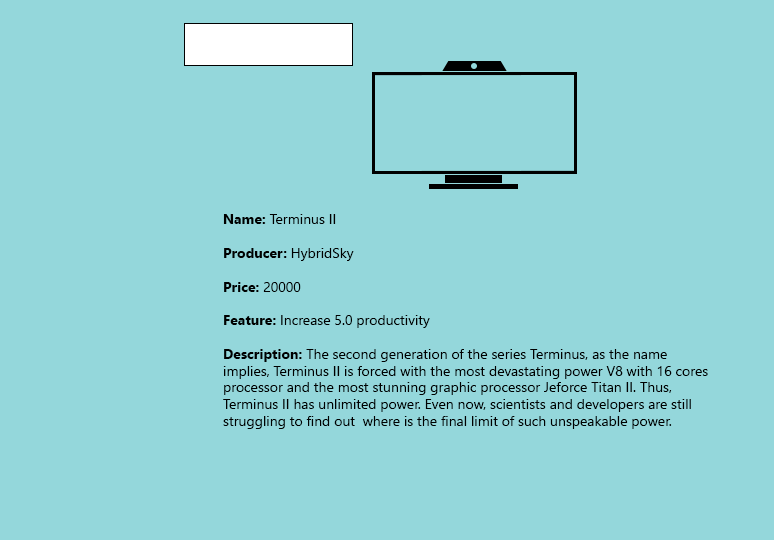 Name: Terminus II
Producer: HybridSky
Price: 20000
Feature: Increase 5.0 productivity
Description: The second generation of the series Terminus, as the name
implies, Terminus II is forced with the most devastating power V8 with 16 cores
processor and the most stunning graphic processor Jeforce Titan II. Thus,
Terminus II has unlimited power. Even now, scientists and developers are still
struggling to find out  where is the final limit of such unspeakable power.